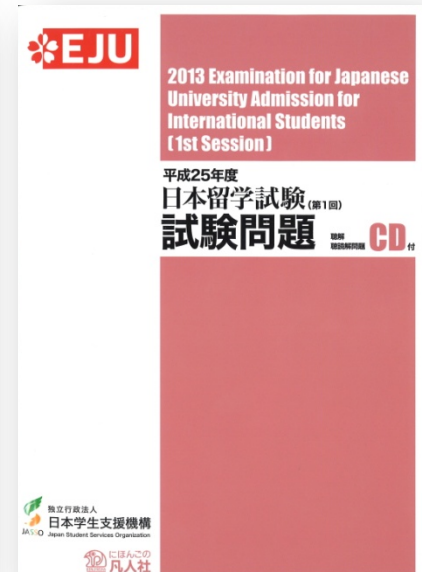 EJU
2013 Examination for Japanese
University Admission for
International Students
(1st Session)
平成25年度
日本留学試験(第1回)
試験問題
聴解
聴読解問題
CD付
独立行政法人
日本学生支援機構
JASSO Japan Student Services Organization
にほんごの
凡人社